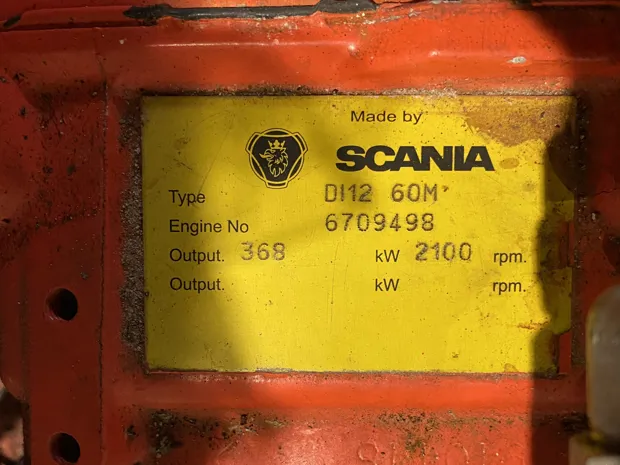 Made by
SCANIA
Type DI12 60M
Engine No 6709498
Output. 368 kW 2100 rpm.
Output. kW rpm.